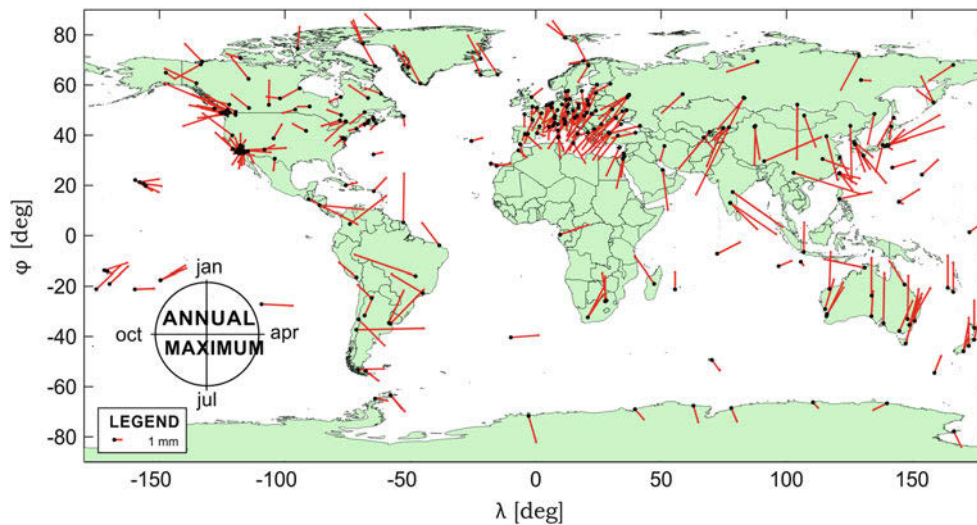 80
60
40
20
0
-20
-40
-60
-80
φ [deg]
jan
ANNUAL
oct
apr
MAXIMUM
jul
LEGEND
1 mm
-150
-100
-50
0
50
100
150
λ [deg]